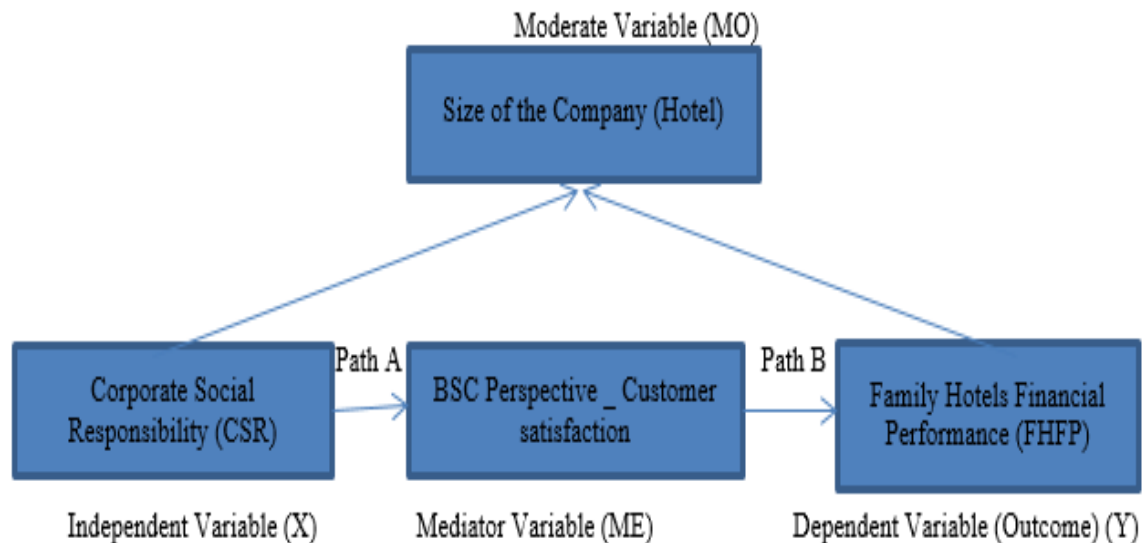 Moderate Variable (MO)
Size of the Company (Hotel)
Path A
Path B
Corporate Social
Responsibility (CSR)
BSC Perspective _ Customer
satisfaction
Family Hotels Financial
Performance (FHFP)
Independent Variable (X)
Mediator Variable (ME)
Dependent Variable (Outcome) (Y)